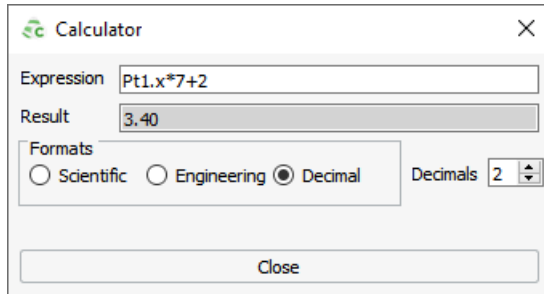 Calculator
Expression Pt1.x*7+2
Result 3.40
Formats
Scientific Engineering Decimal Decimals 2
Close